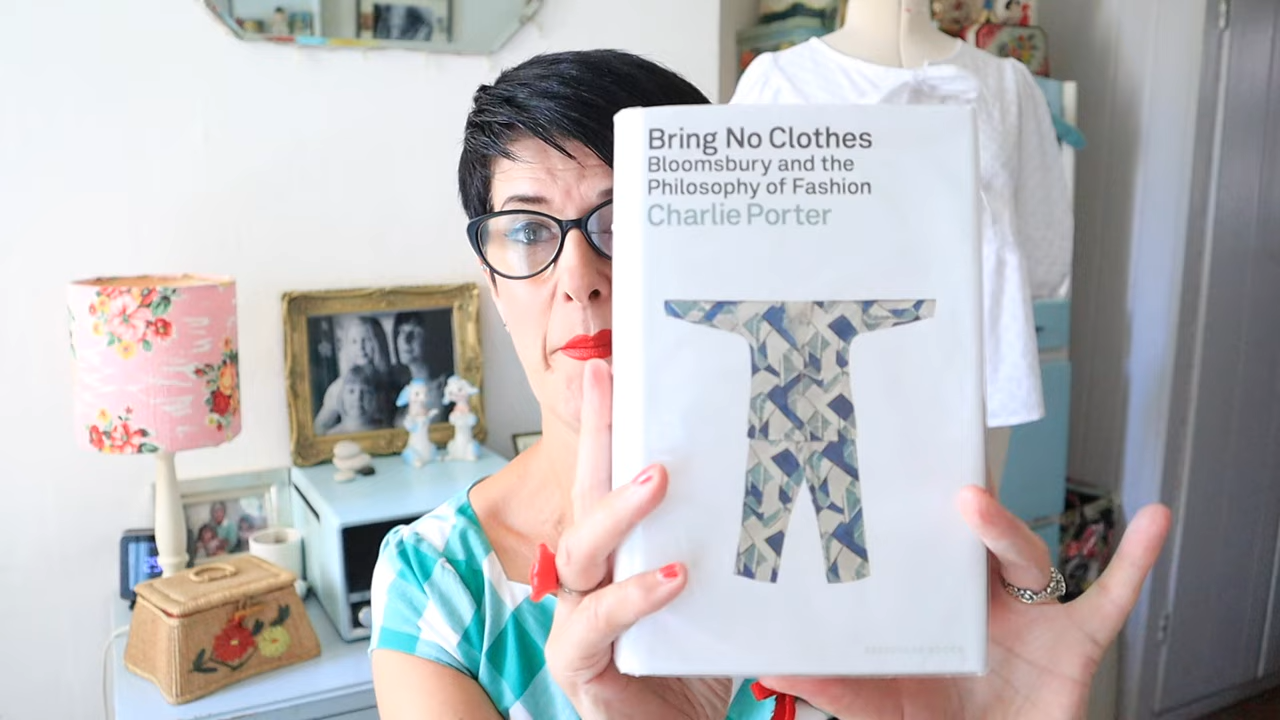 Bring No Clothes
Bloomsbury and the
Philosophy of Fashion
Charlie Porter